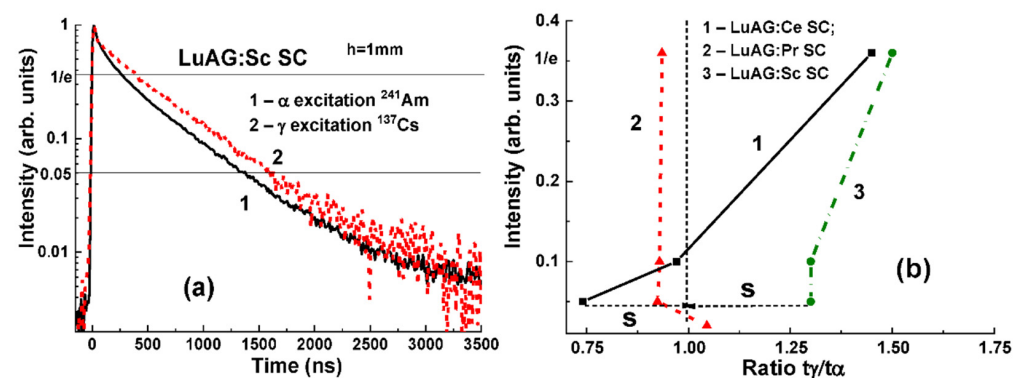 LuAG:Sc SC
h=1mm
1 – α excitation ²⁴¹Am
2 – γ excitation ¹³⁷Cs
2
1
(a)
Intensity (arb. units)
1
1/e
0.1
0.05
0.01
0
500
1000
1500
2000
2500
3000
3500
Time (ns)
1 – LuAG:Ce SC;
2 – LuAG:Pr SC
3 – LuAG:Sc SC
2
1
3
(b)
S
S
Intensity (arb. units)
0.4
1/e
0.3
0.2
0.1
0.75
1.00
1.25
1.50
1.75
Ratio tγ/tα